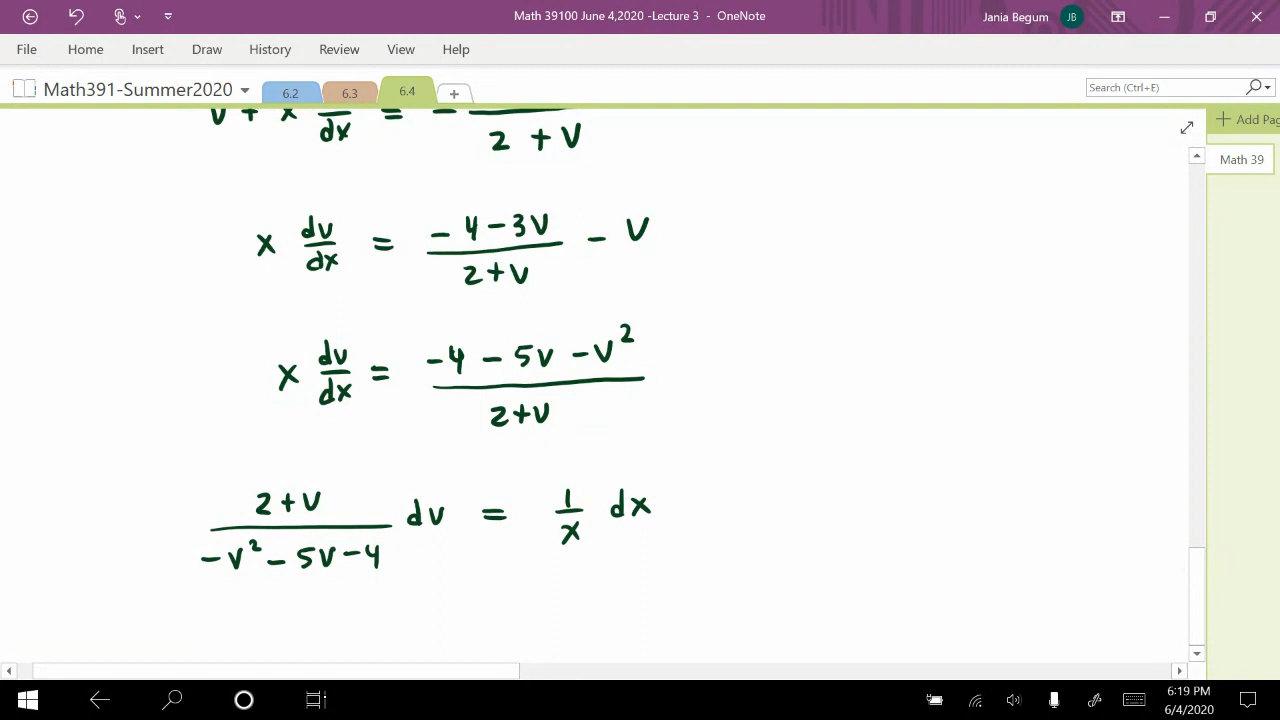 Math 39100 June 4,2020 -Lecture 3 - OneNote
Jania Begum JB
File Home Insert Draw History Review View Help
Math391-Summer2020 6.2 6.3 6.4
Search (Ctrl+E)
Add Pag
Math 39
v + x /dx = - /2 + v
x dv/dx = -4-3v/2+v - v
x dv/dx = -4 - 5v - v²/2+v
2+v/-v² - 5v - 4 dv = 1/x dx
6:19 PM
6/4/2020